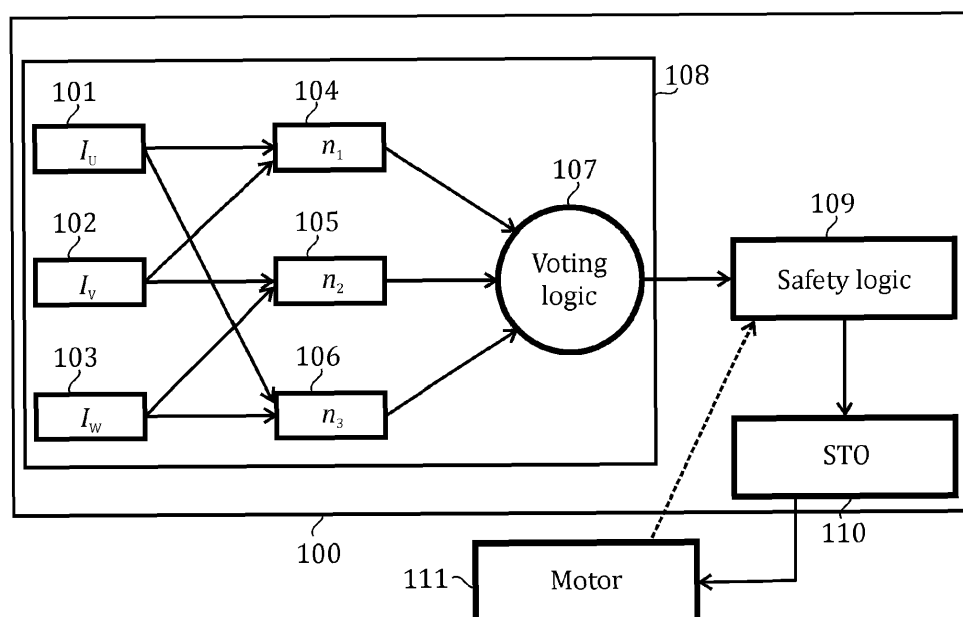 108
101
104
I_U
n_1
107
102
105
109
I_V
n_2
Voting
logic
Safety logic
103
106
I_W
n_3
STO
100
110
111
Motor